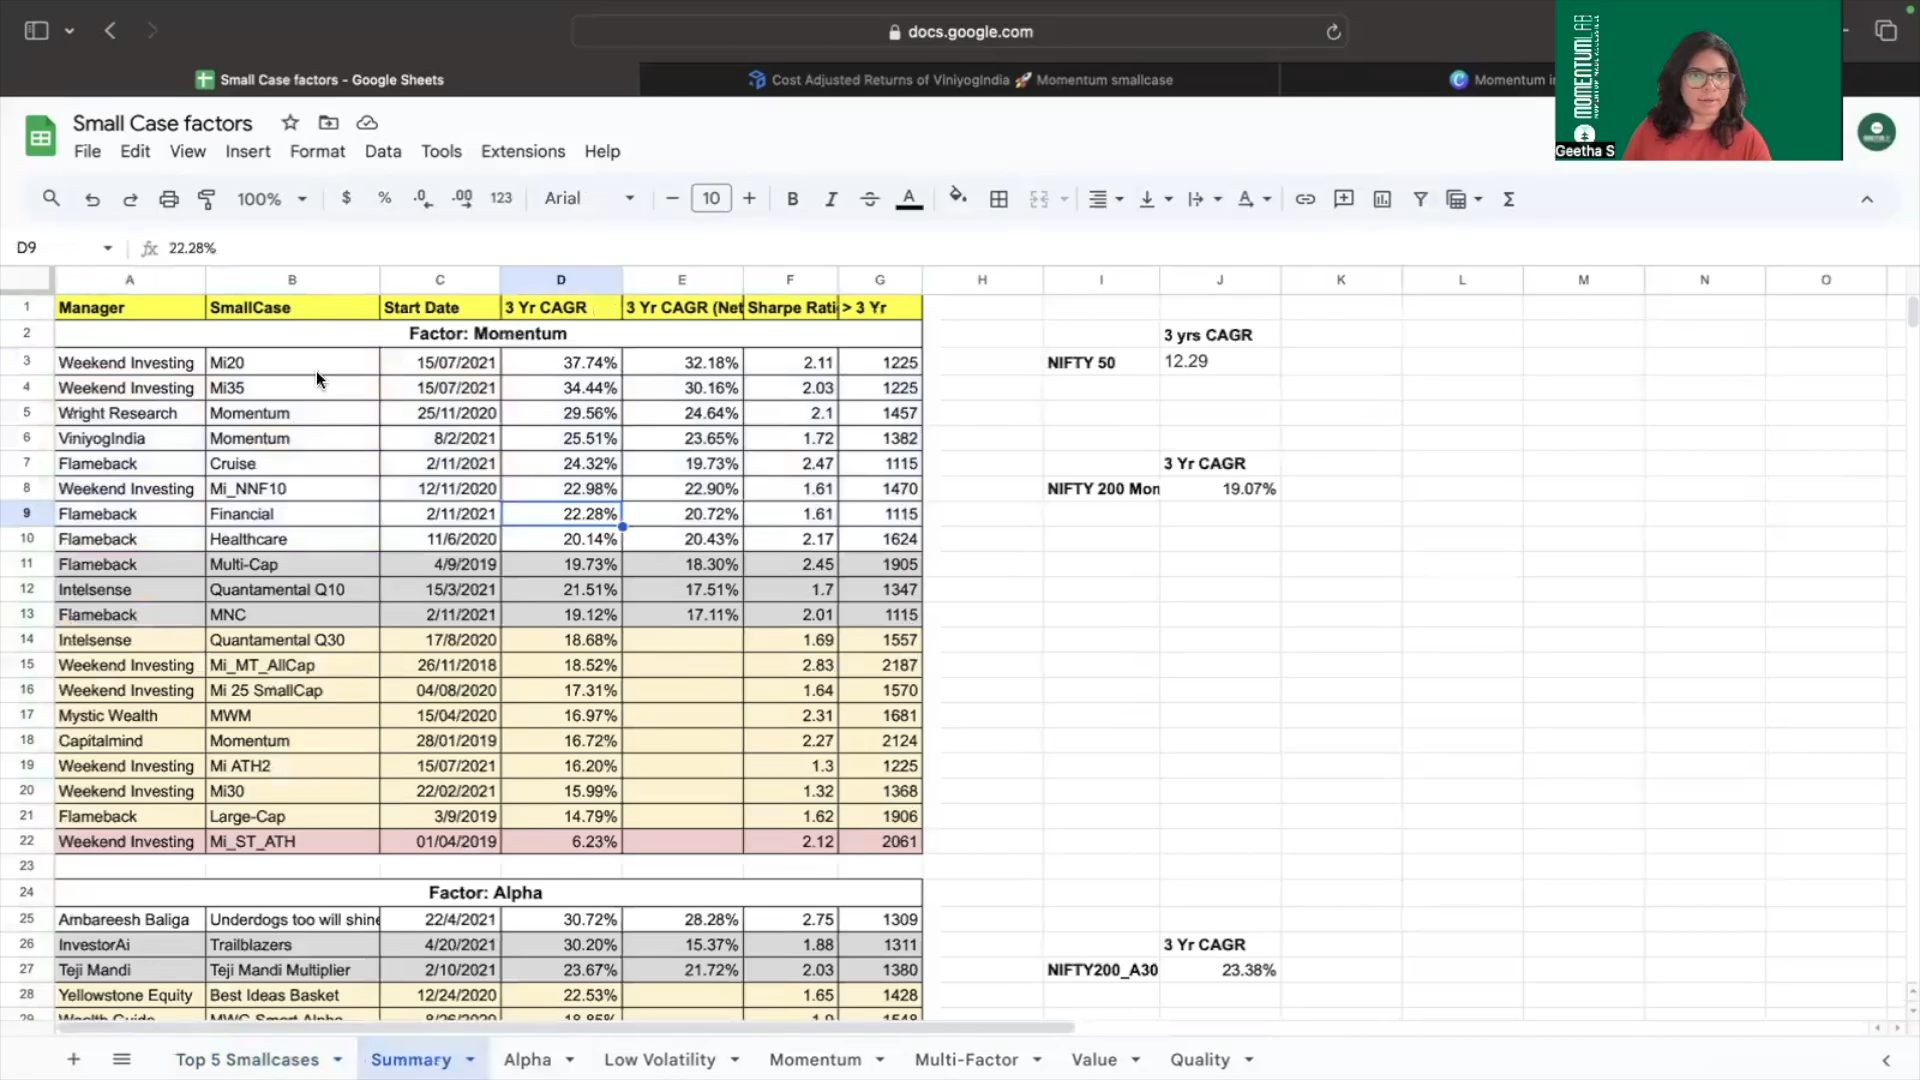 docs.google.com
Small Case factors - Google Sheets
Cost Adjusted Returns of ViniyogIndia 🚀 Momentum smallcase
Momentum in
MOMENTUMLAB
Geetha S
Small Case factors
File Edit View Insert Format Data Tools Extensions Help
100% $ % .0 .00 123 Arial 10 B I A
D9 fx 22.28%
A B C D E F G H I J K L M N O
1 Manager SmallCase Start Date 3 Yr CAGR 3 Yr CAGR (Net Sharpe Rati > 3 Yr
2 Factor: Momentum 3 yrs CAGR
3 Weekend Investing Mi20 15/07/2021 37.74% 32.18% 2.11 1225 NIFTY 50 12.29
4 Weekend Investing Mi35 15/07/2021 34.44% 30.16% 2.03 1225
5 Wright Research Momentum 25/11/2020 29.56% 24.64% 2.1 1457
6 ViniyogIndia Momentum 8/2/2021 25.51% 23.65% 1.72 1382
7 Flameback Cruise 2/11/2021 24.32% 19.73% 2.47 1115 3 Yr CAGR
8 Weekend Investing Mi_NNF10 12/11/2020 22.98% 22.90% 1.61 1470 NIFTY 200 Mon 19.07%
9 Flameback Financial 2/11/2021 22.28% 20.72% 1.61 1115
10 Flameback Healthcare 11/6/2020 20.14% 20.43% 2.17 1624
11 Flameback Multi-Cap 4/9/2019 19.73% 18.30% 2.45 1905
12 Intelsense Quantamental Q10 15/3/2021 21.51% 17.51% 1.7 1347
13 Flameback MNC 2/11/2021 19.12% 17.11% 2.01 1115
14 Intelsense Quantamental Q30 17/8/2020 18.68% 1.69 1557
15 Weekend Investing Mi_MT_AllCap 26/11/2018 18.52% 2.83 2187
16 Weekend Investing Mi 25 SmallCap 04/08/2020 17.31% 1.64 1570
17 Mystic Wealth MWM 15/04/2020 16.97% 2.31 1681
18 Capitalmind Momentum 28/01/2019 16.72% 2.27 2124
19 Weekend Investing Mi ATH2 15/07/2021 16.20% 1.3 1225
20 Weekend Investing Mi30 22/02/2021 15.99% 1.32 1368
21 Flameback Large-Cap 3/9/2019 14.79% 1.62 1906
22 Weekend Investing Mi_ST_ATH 01/04/2019 6.23% 2.12 2061
23
24 Factor: Alpha
25 Ambareesh Baliga Underdogs too will shine 22/4/2021 30.72% 28.28% 2.75 1309
26 InvestorAi Trailblazers 4/20/2021 30.20% 15.37% 1.88 1311 3 Yr CAGR
27 Teji Mandi Teji Mandi Multiplier 2/10/2021 23.67% 21.72% 2.03 1380 NIFTY200_A30 23.38%
28 Yellowstone Equity Best Ideas Basket 12/24/2020 22.53% 1.65 1428
29 Wealth Guide MWG Smart Alpha 8/26/2020 18.85% 1.9 1548
Top 5 Smallcases Summary Alpha Low Volatility Momentum Multi-Factor Value Quality